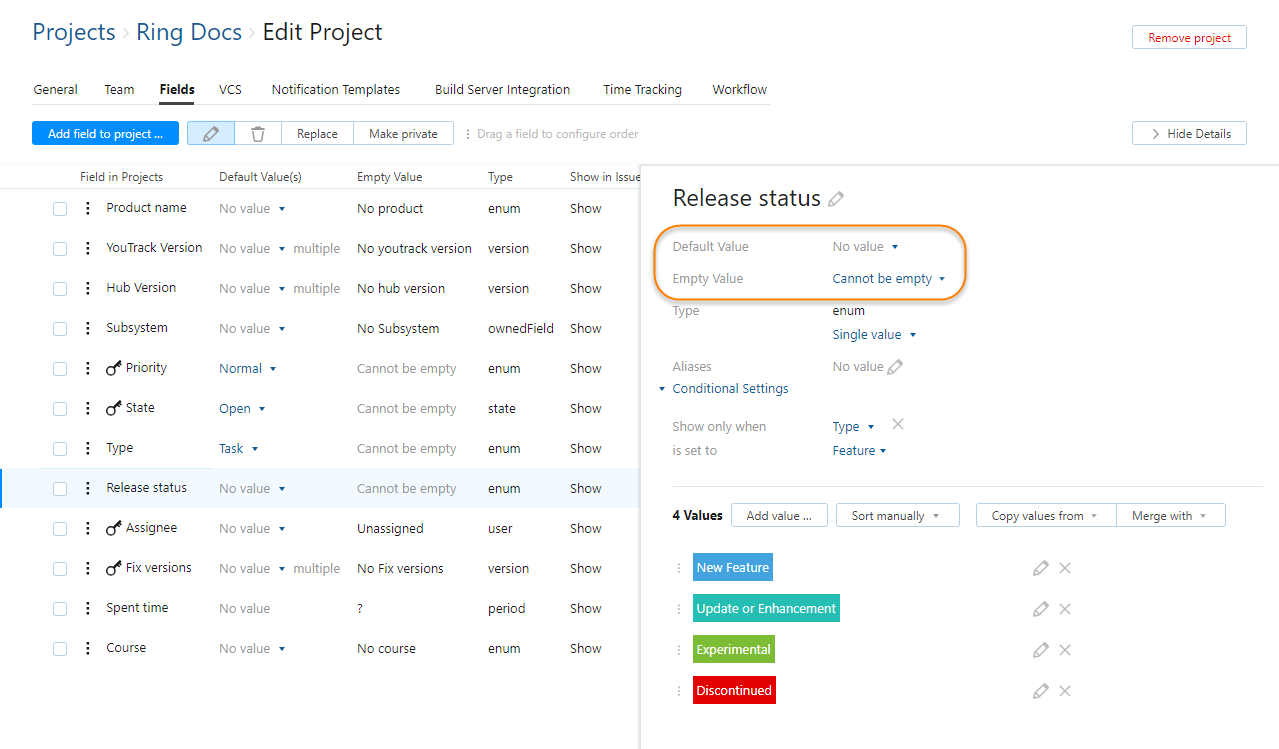 Projects › Ring Docs › Edit Project
Remove project
General Team Fields VCS Notification Templates Build Server Integration Time Tracking Workflow
Add field to project ... Replace Make private Drag a field to configure order Hide Details
Field in Projects Default Value(s) Empty Value Type Show in Issue
Product name No value No product enum Show
YouTrack Version No value multiple No youtrack version version Show
Hub Version No value multiple No hub version version Show
Subsystem No value No Subsystem ownedField Show
Priority Normal Cannot be empty enum Show
State Open Cannot be empty state Show
Type Task Cannot be empty enum Show
Release status No value Cannot be empty enum Show
Assignee No value Unassigned user Show
Fix versions No value multiple No Fix versions version Show
Spent time No value ? period Show
Course No value No course enum Show
Release status
Default Value No value
Empty Value Cannot be empty
Type enum
Single value
Aliases No value
Conditional Settings
Show only when Type
is set to Feature
4 Values Add value ... Sort manually Copy values from Merge with
New Feature
Update or Enhancement
Experimental
Discontinued